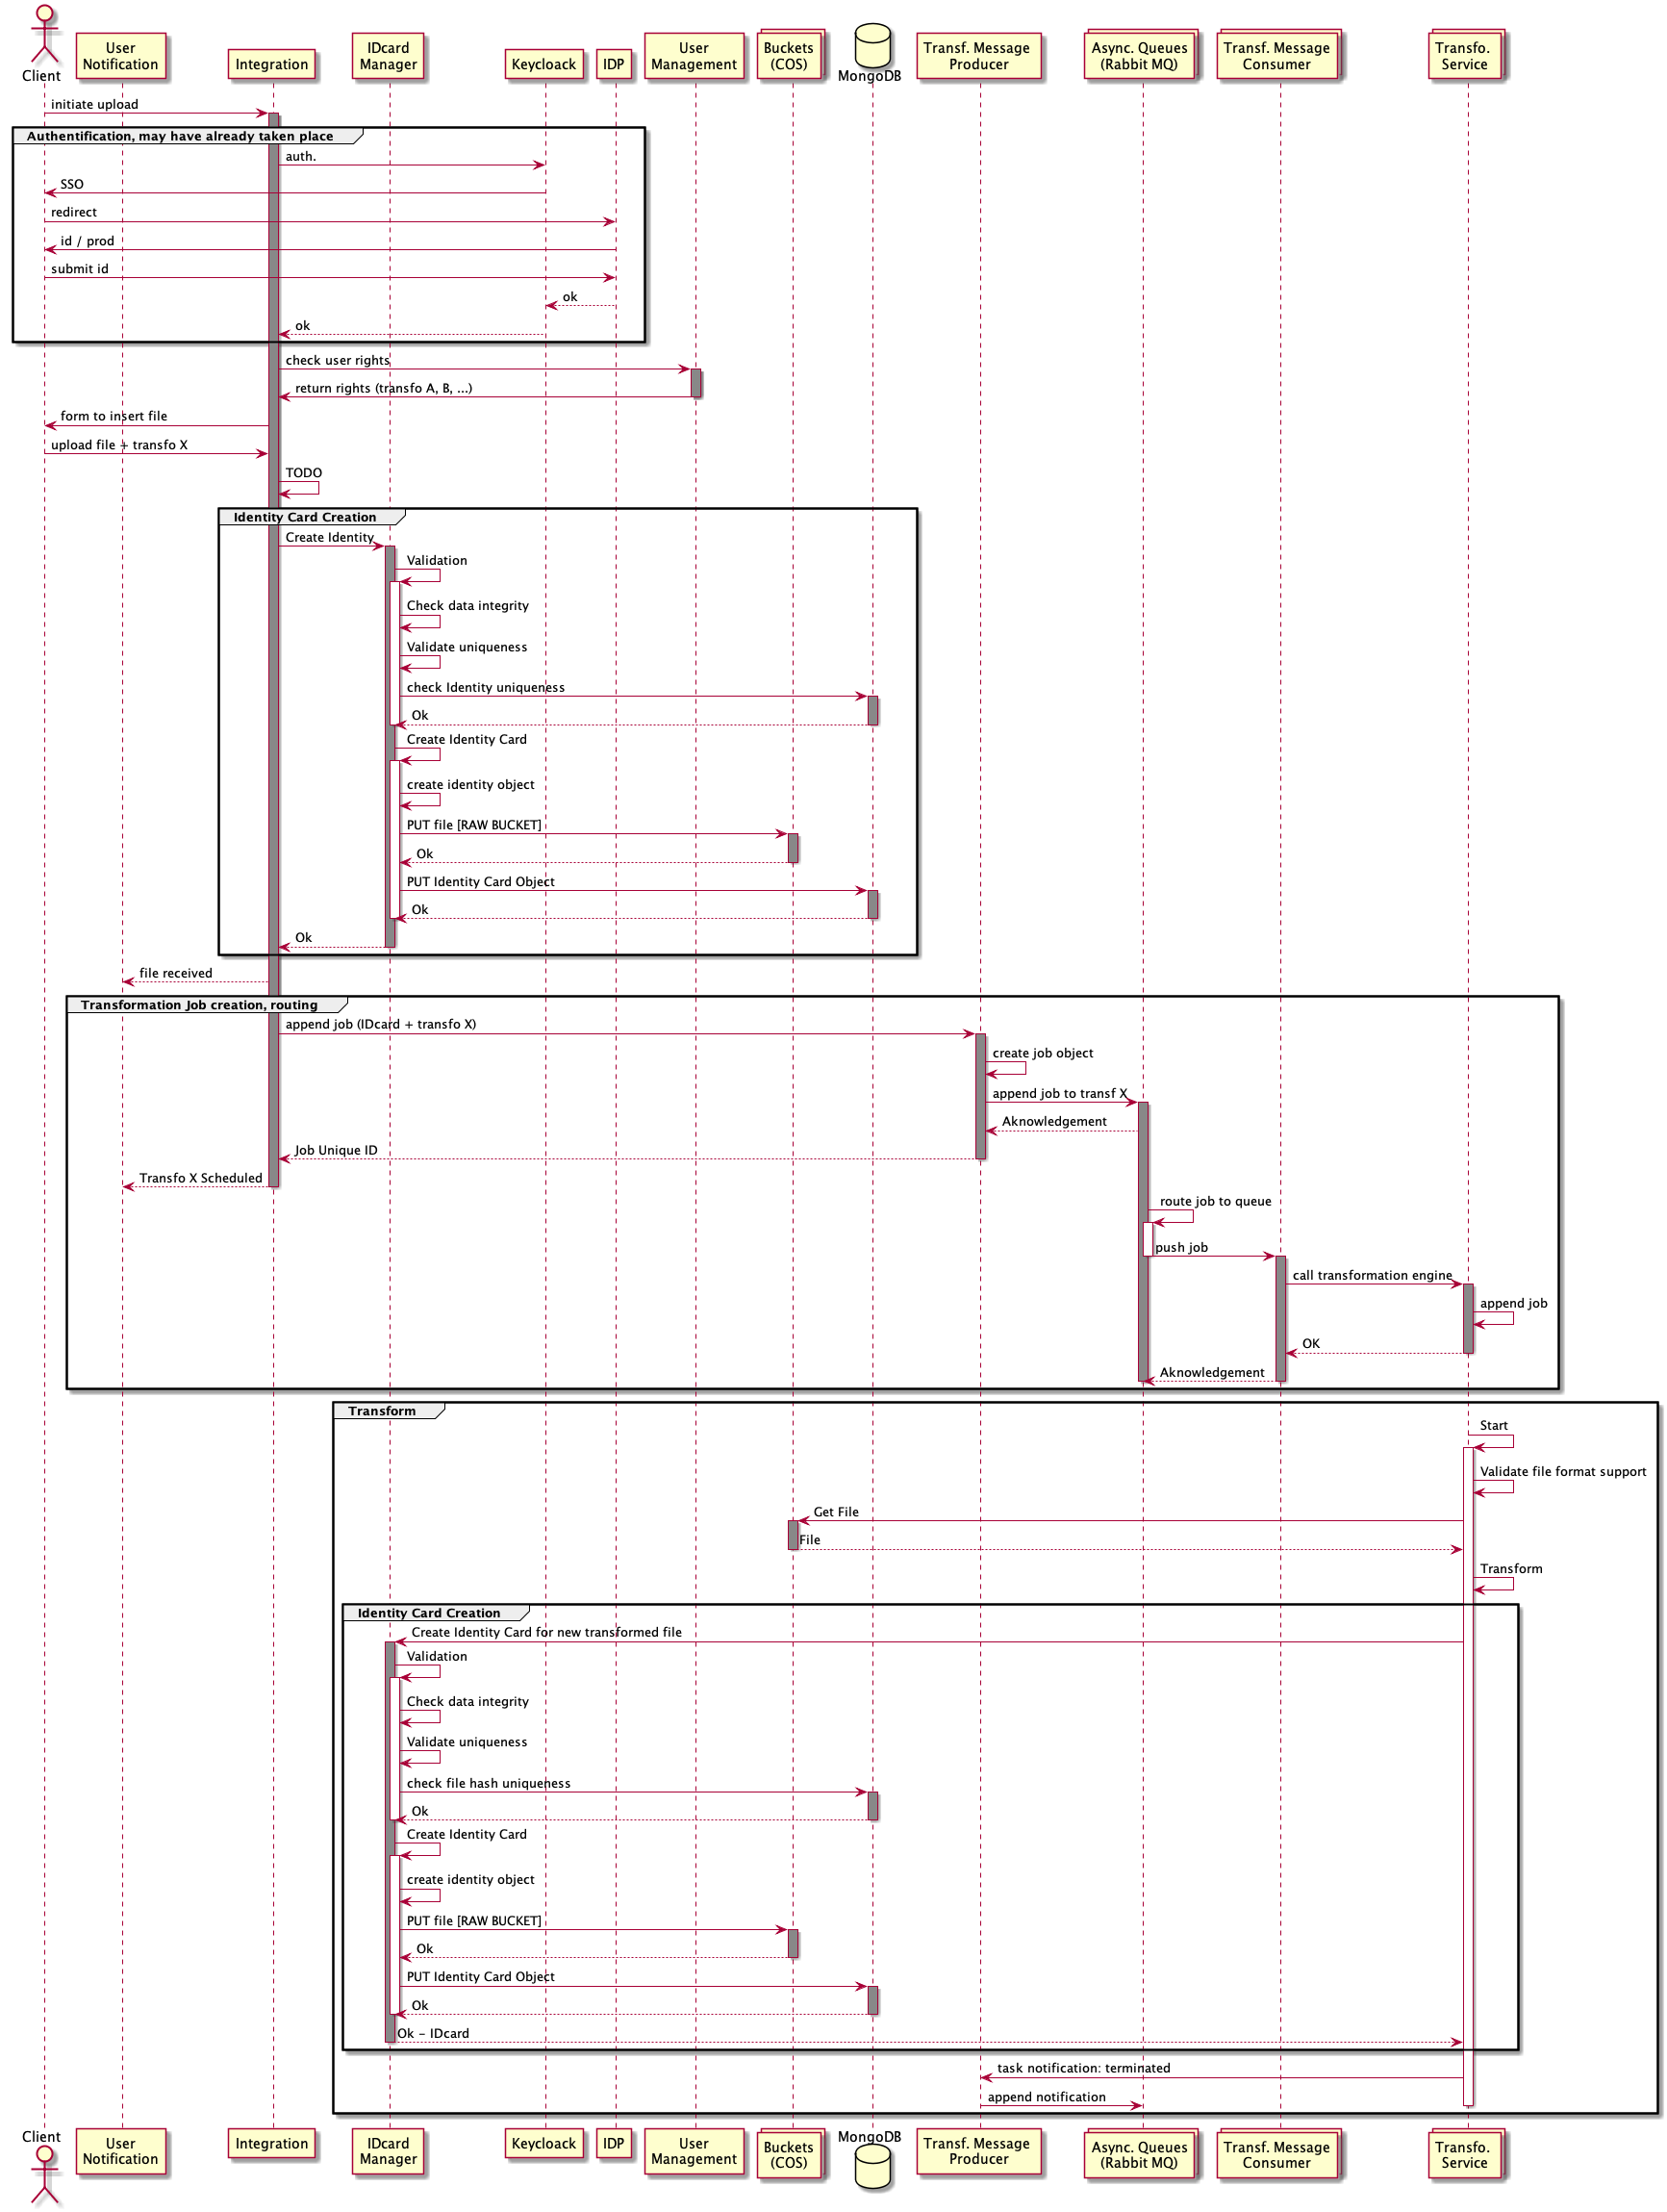 Client
User
Notification
Integration
IDcard
Manager
Keycloack
IDP
User
Management
Buckets
(COS)
MongoDB
Transf. Message
Producer
Async. Queues
(Rabbit MQ)
Transf. Message
Consumer
Transfo.
Service
initiate upload
Authentification, may have already taken place
auth.
SSO
redirect
id / prod
submit id
ok
ok
check user rights
return rights (transfo A, B, ...)
form to insert file
upload file + transfo X
TODO
Identity Card Creation
Create Identity
Validation
Check data integrity
Validate uniqueness
check Identity uniqueness
Ok
Create Identity Card
create identity object
PUT file [RAW BUCKET]
Ok
PUT Identity Card Object
Ok
Ok
file received
Transformation Job creation, routing
append job (IDcard + transfo X)
create job object
append job to transf X
Aknowledgement
Job Unique ID
Transfo X Scheduled
route job to queue
push job
call transformation engine
append job
OK
Aknowledgement
Transform
Start
Validate file format support
Get File
File
Transform
Identity Card Creation
Create Identity Card for new transformed file
Validation
Check data integrity
Validate uniqueness
check file hash uniqueness
Ok
Create Identity Card
create identity object
PUT file [RAW BUCKET]
Ok
PUT Identity Card Object
Ok
Ok - IDcard
task notification: terminated
append notification
Client
User
Notification
Integration
IDcard
Manager
Keycloack
IDP
User
Management
Buckets
(COS)
MongoDB
Transf. Message
Producer
Async. Queues
(Rabbit MQ)
Transf. Message
Consumer
Transfo.
Service